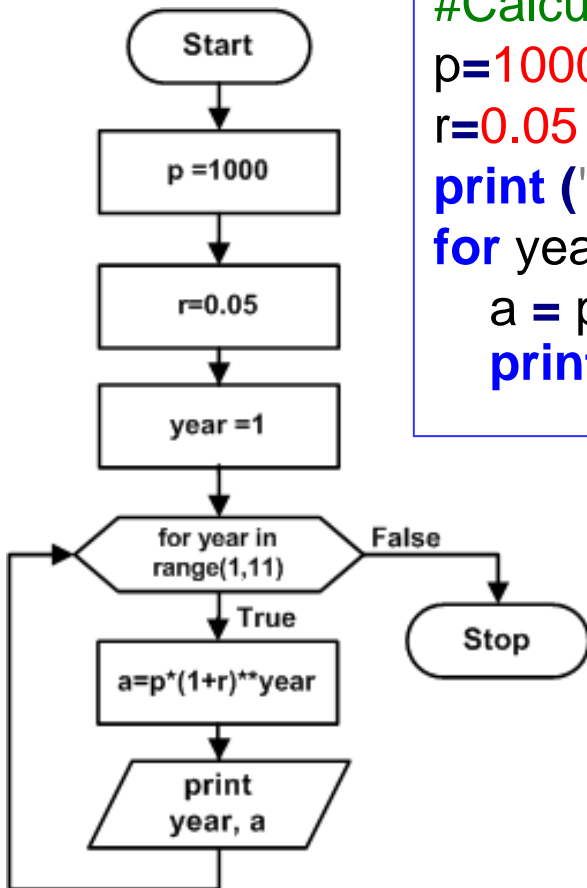 Start
p =1000
r=0.05
year =1
for year in
range(1,11)
False
True
Stop
a=p*(1+r)**year
print
year, a
p=1000
r=0.05
print ('
for
a = p